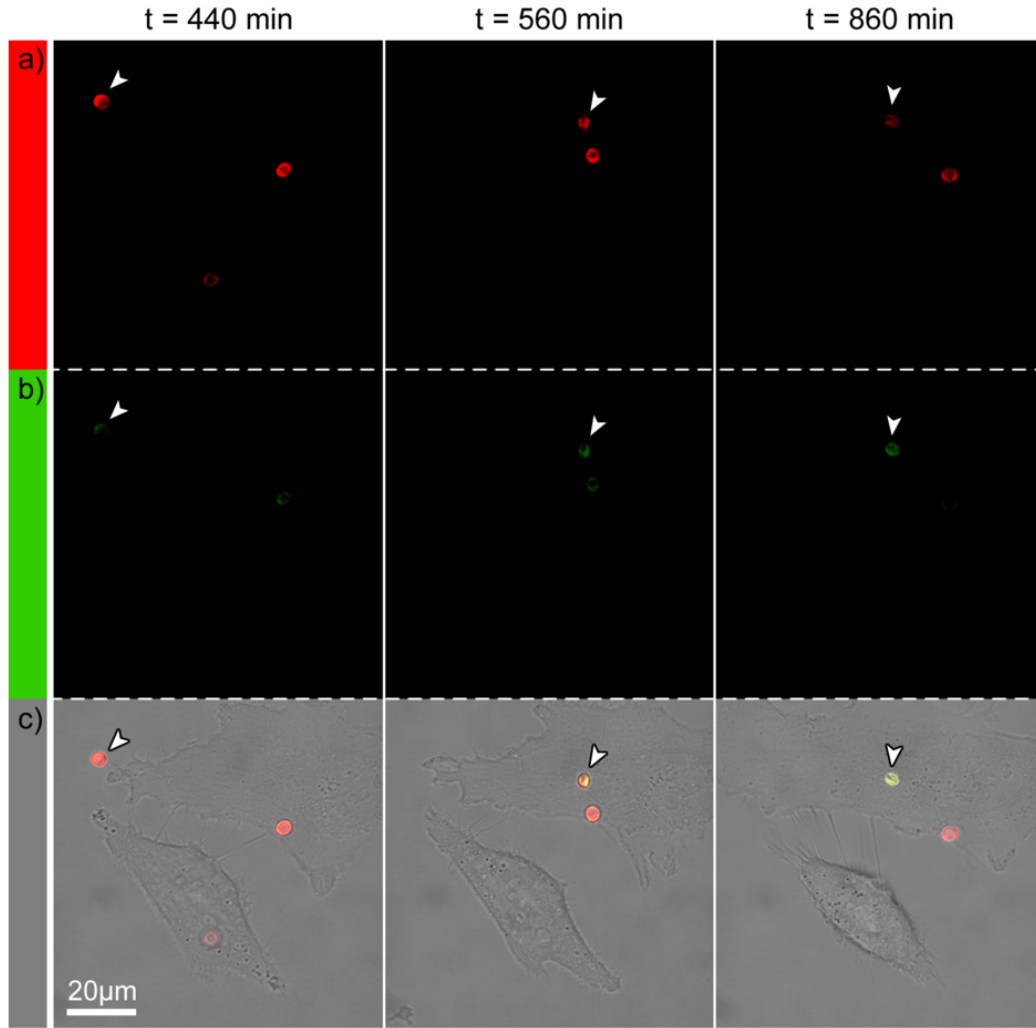 t = 440 min t = 560 min t = 860 min
a)
b)
c)
20µm